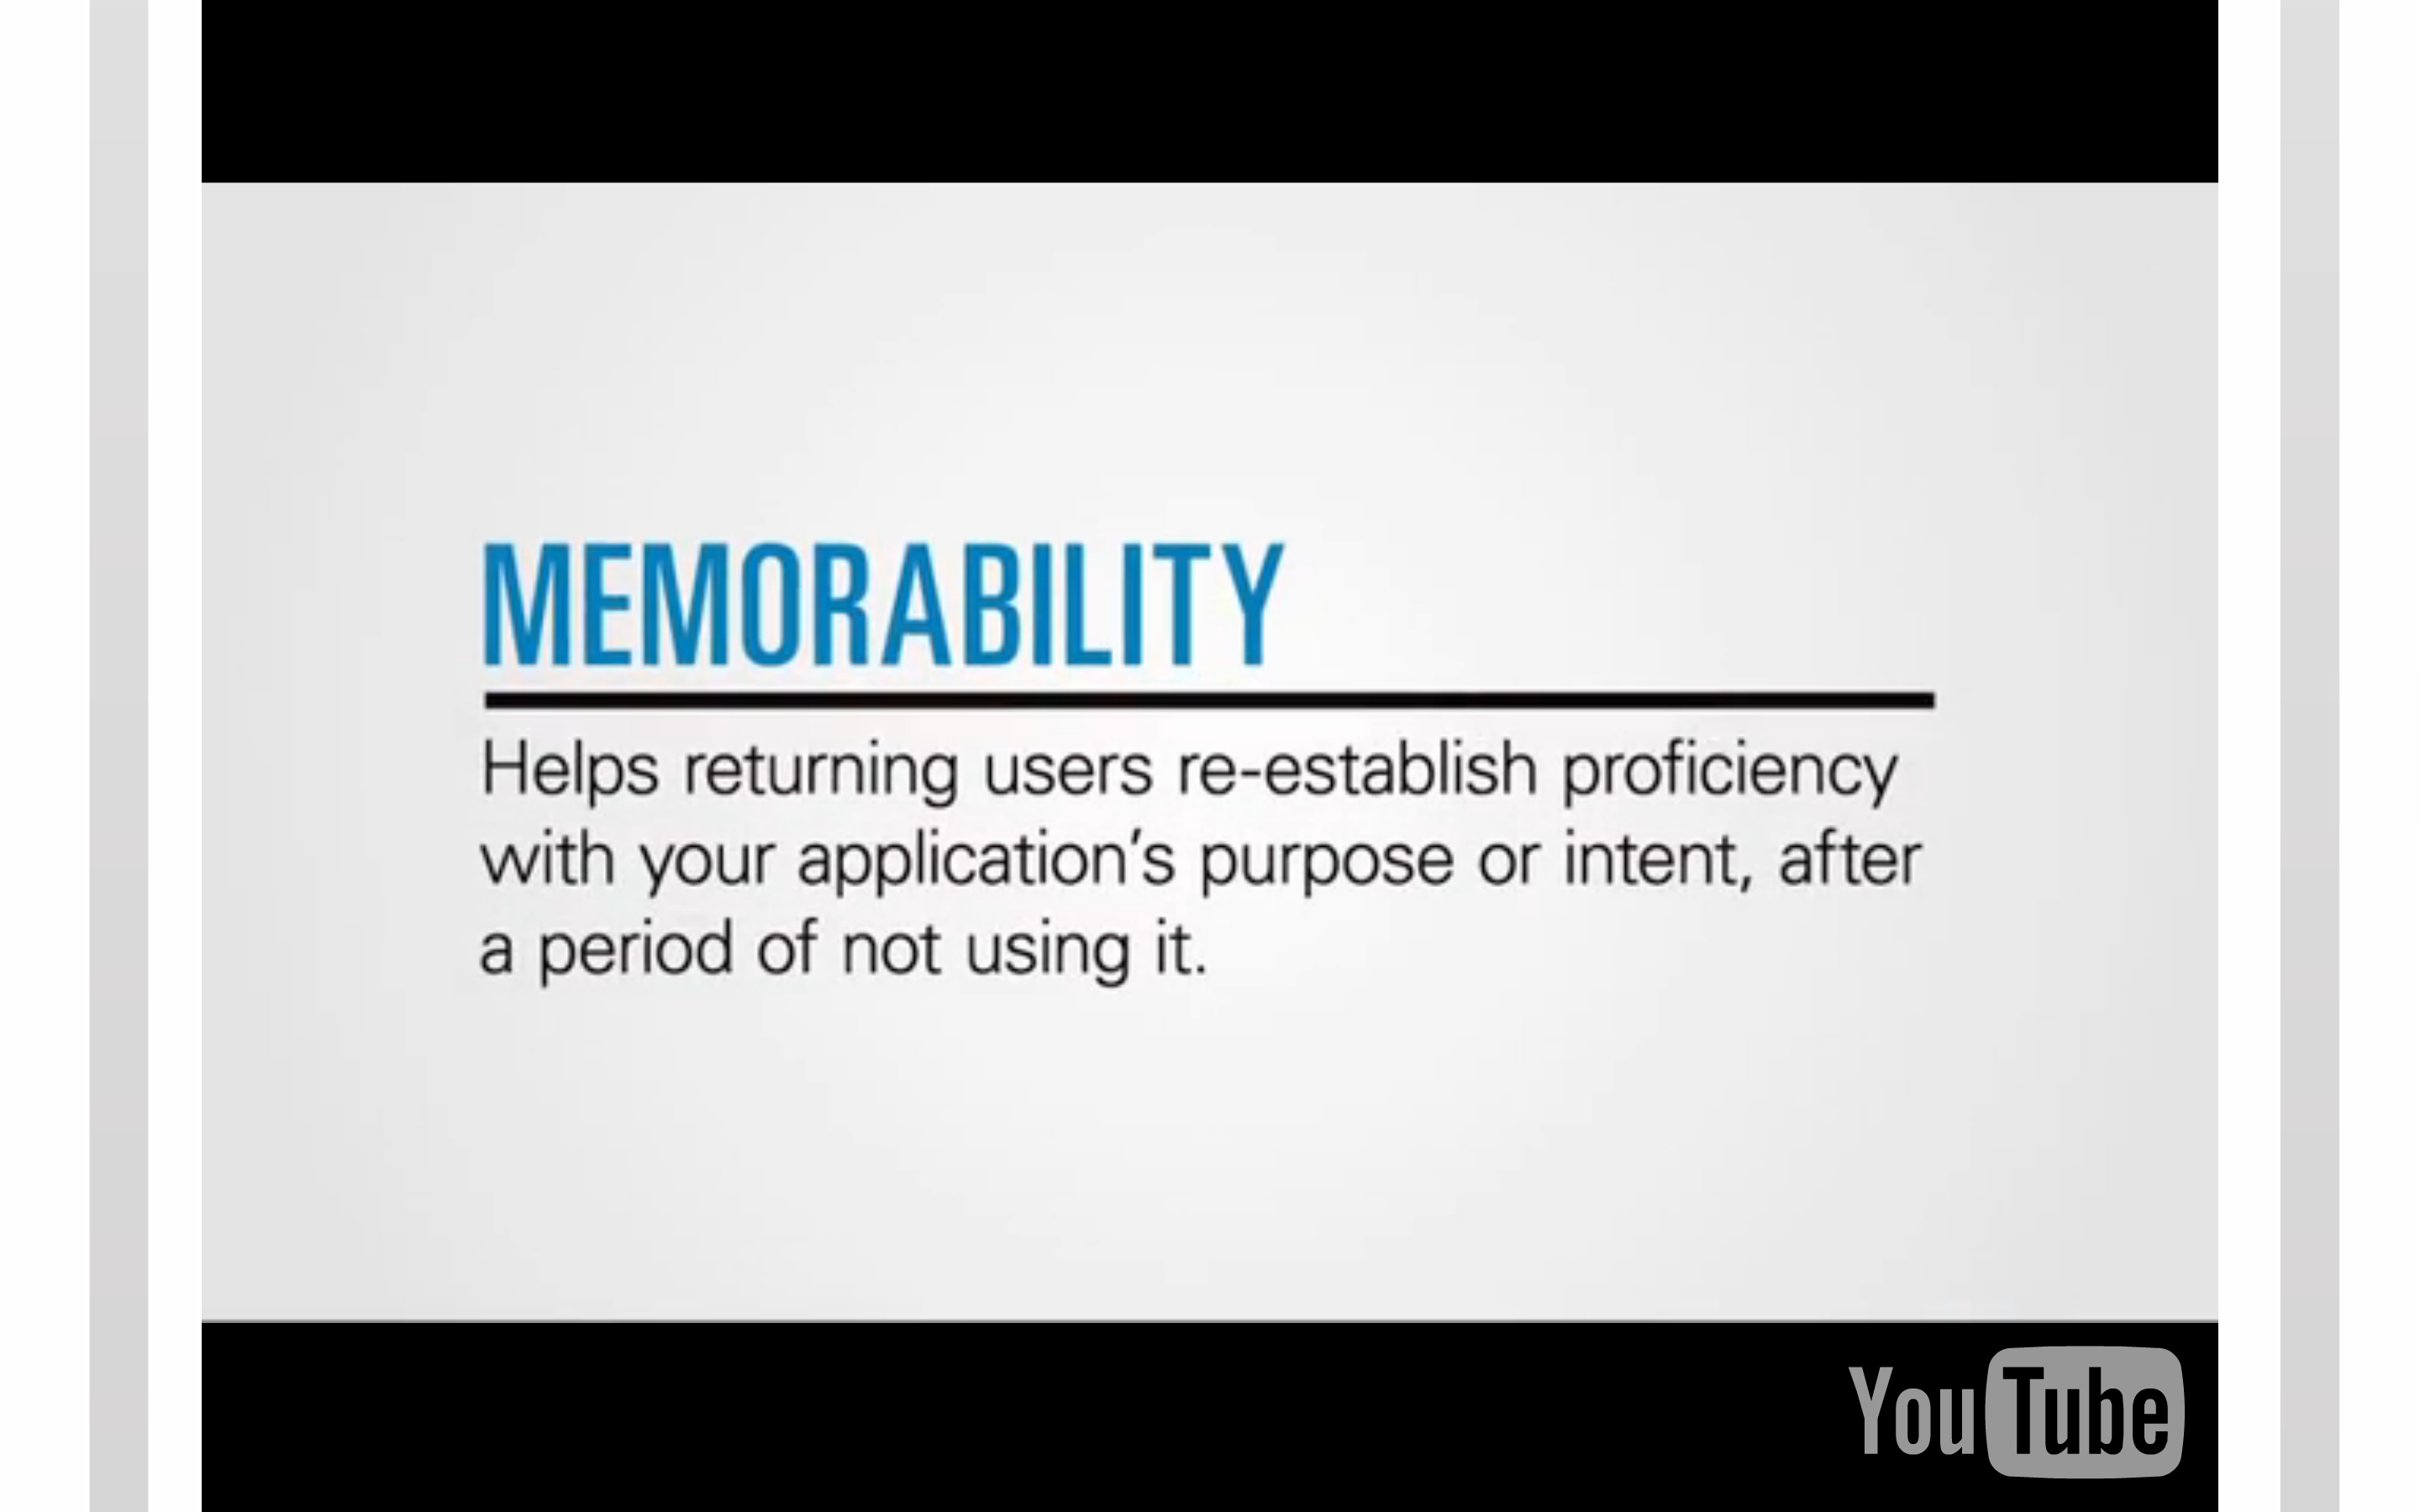 MEMORABILITY
Helps returning users re-establish proficiency
with your application’s purpose or intent, after
a period of not using it.
YouTube